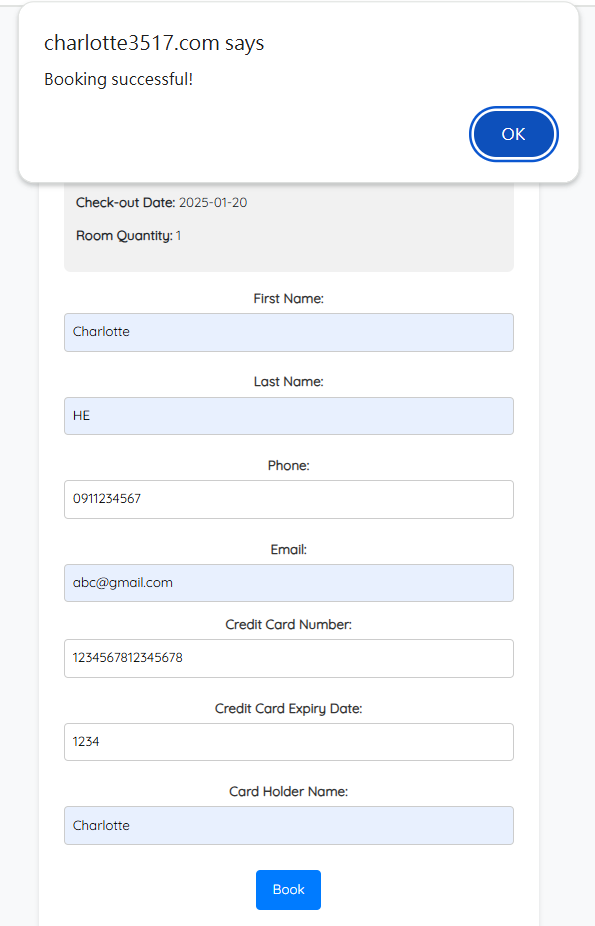 charlotte3517.com says
Booking successful!
OK
Check-out Date: 2025-01-20
Room Quantity: 1
First Name:
Charlotte
Last Name:
HE
Phone:
0911234567
Email:
abc@gmail.com
Credit Card Number:
1234567812345678
Credit Card Expiry Date:
1234
Card Holder Name:
Charlotte
Book